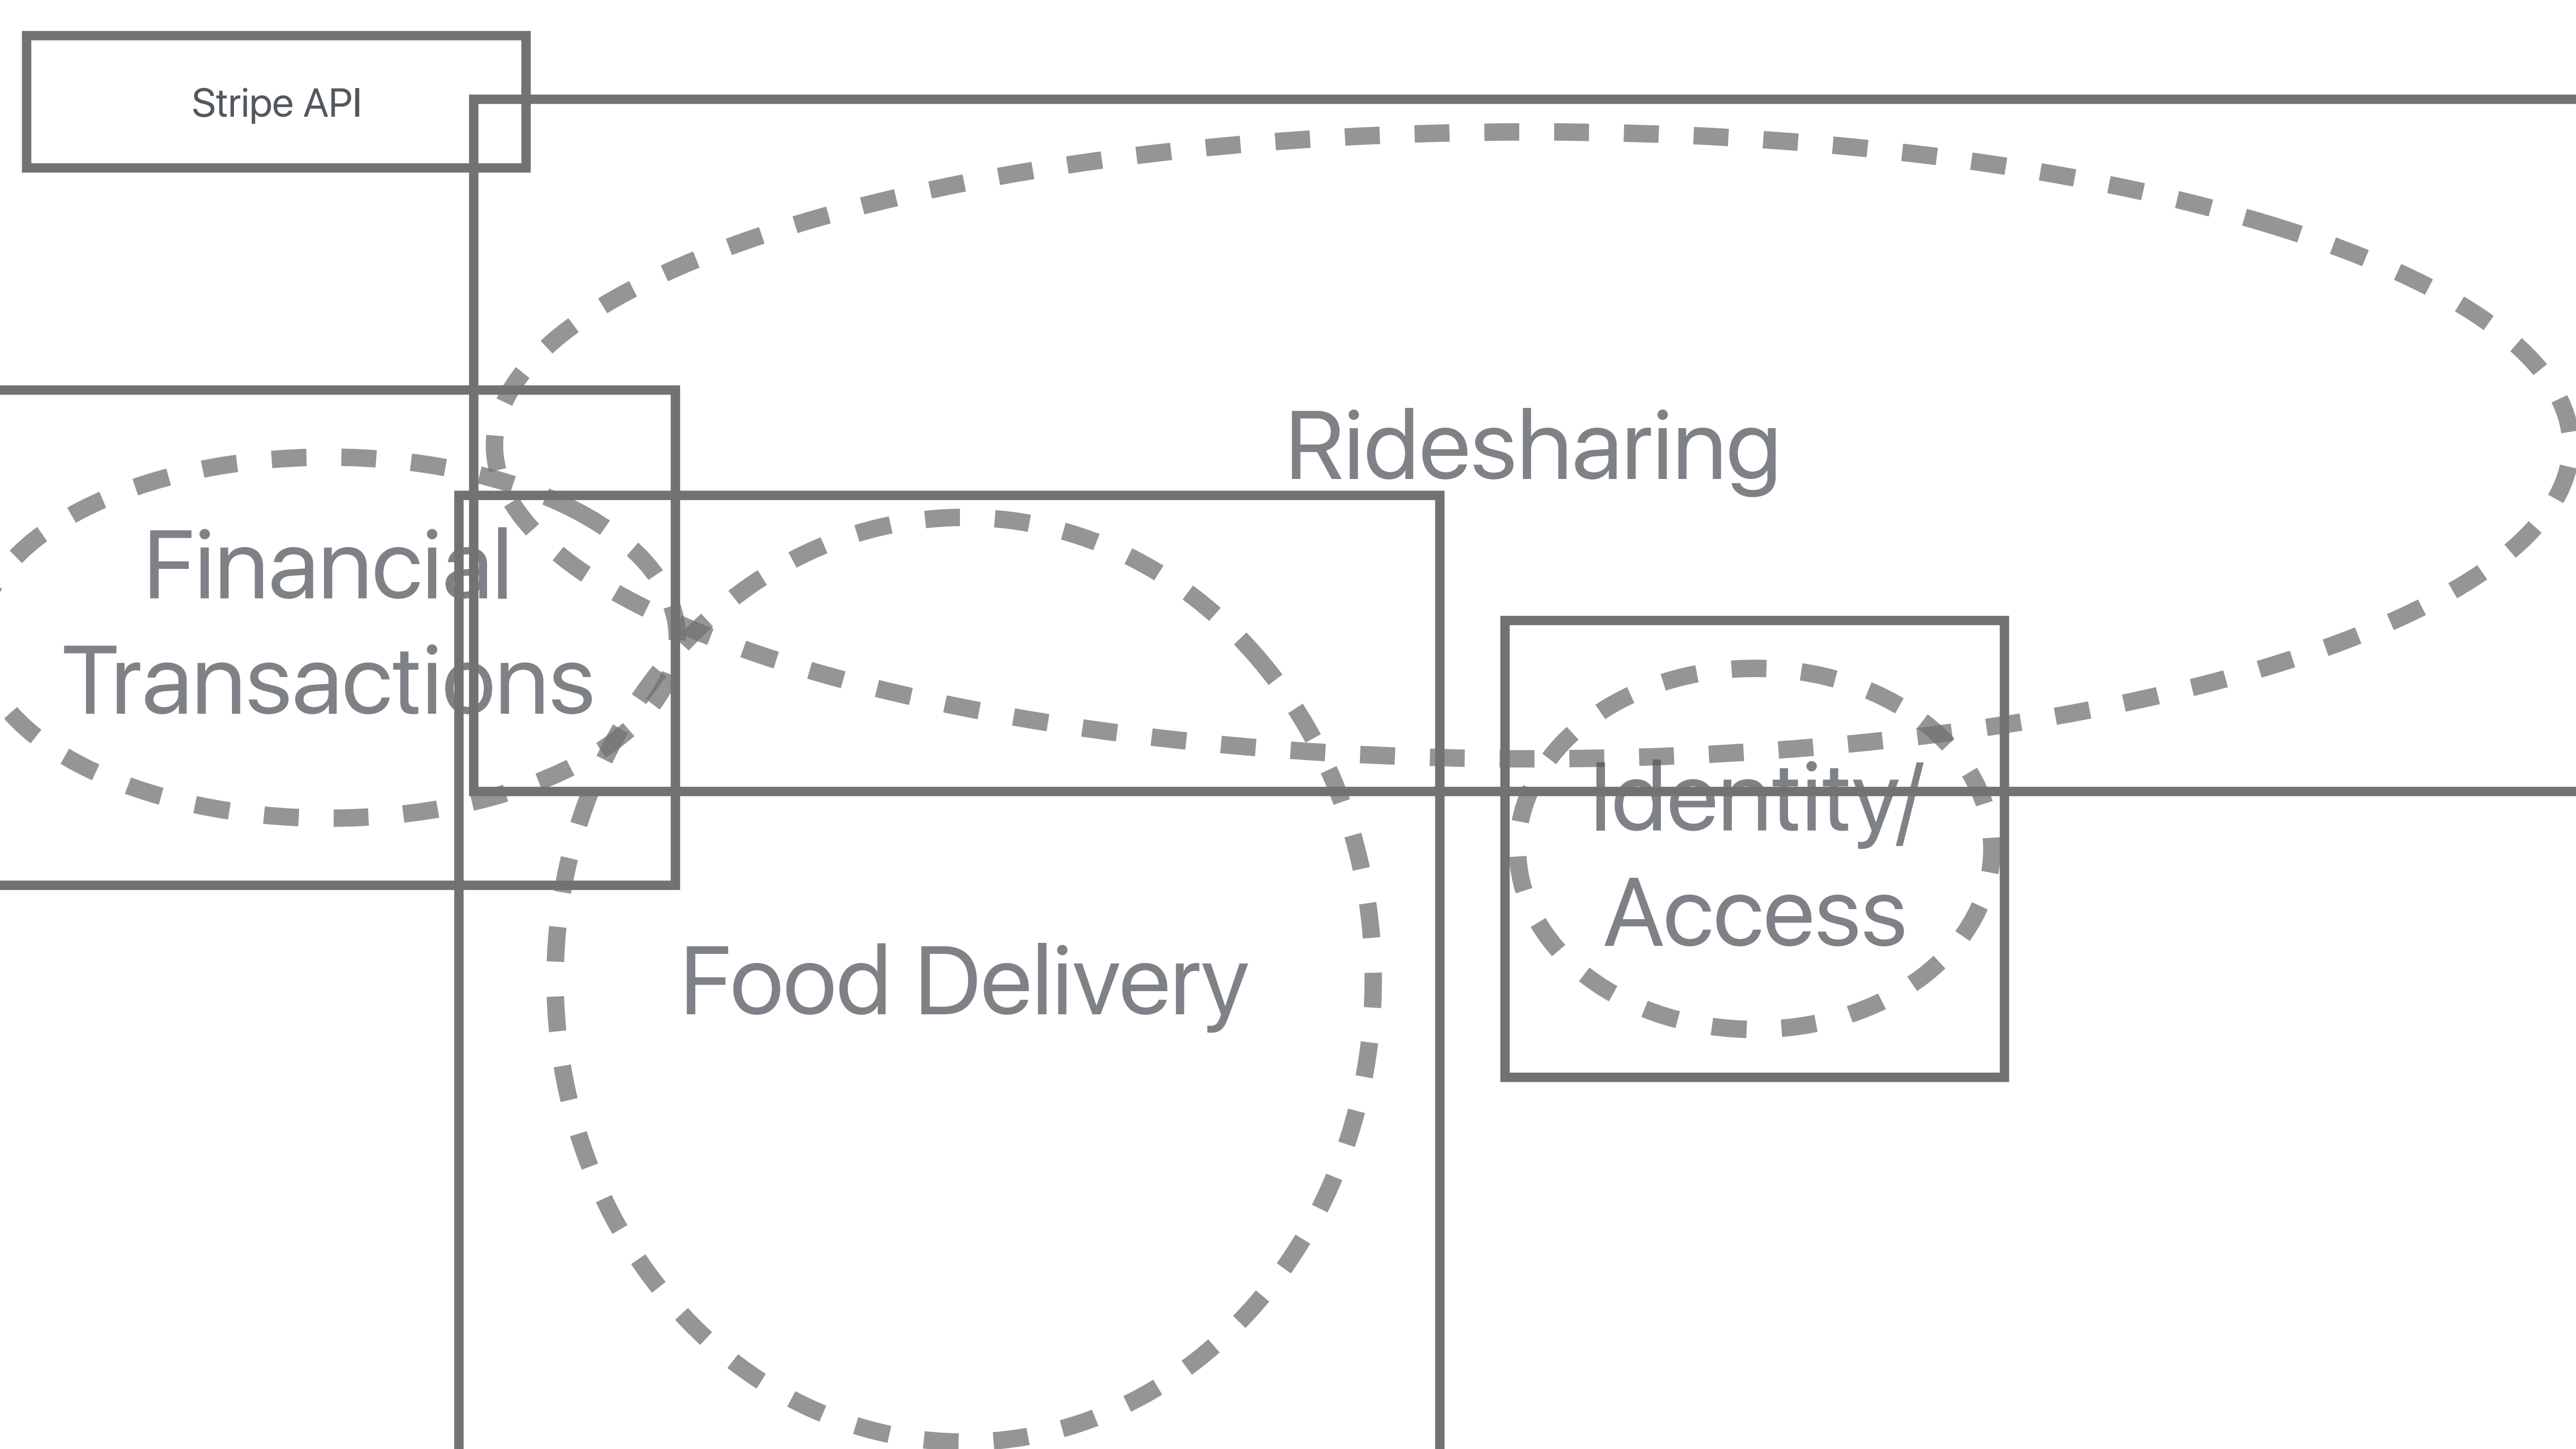 Stripe API
Ridesharing
Financial
Transactions
Identity/
Access
Food Delivery